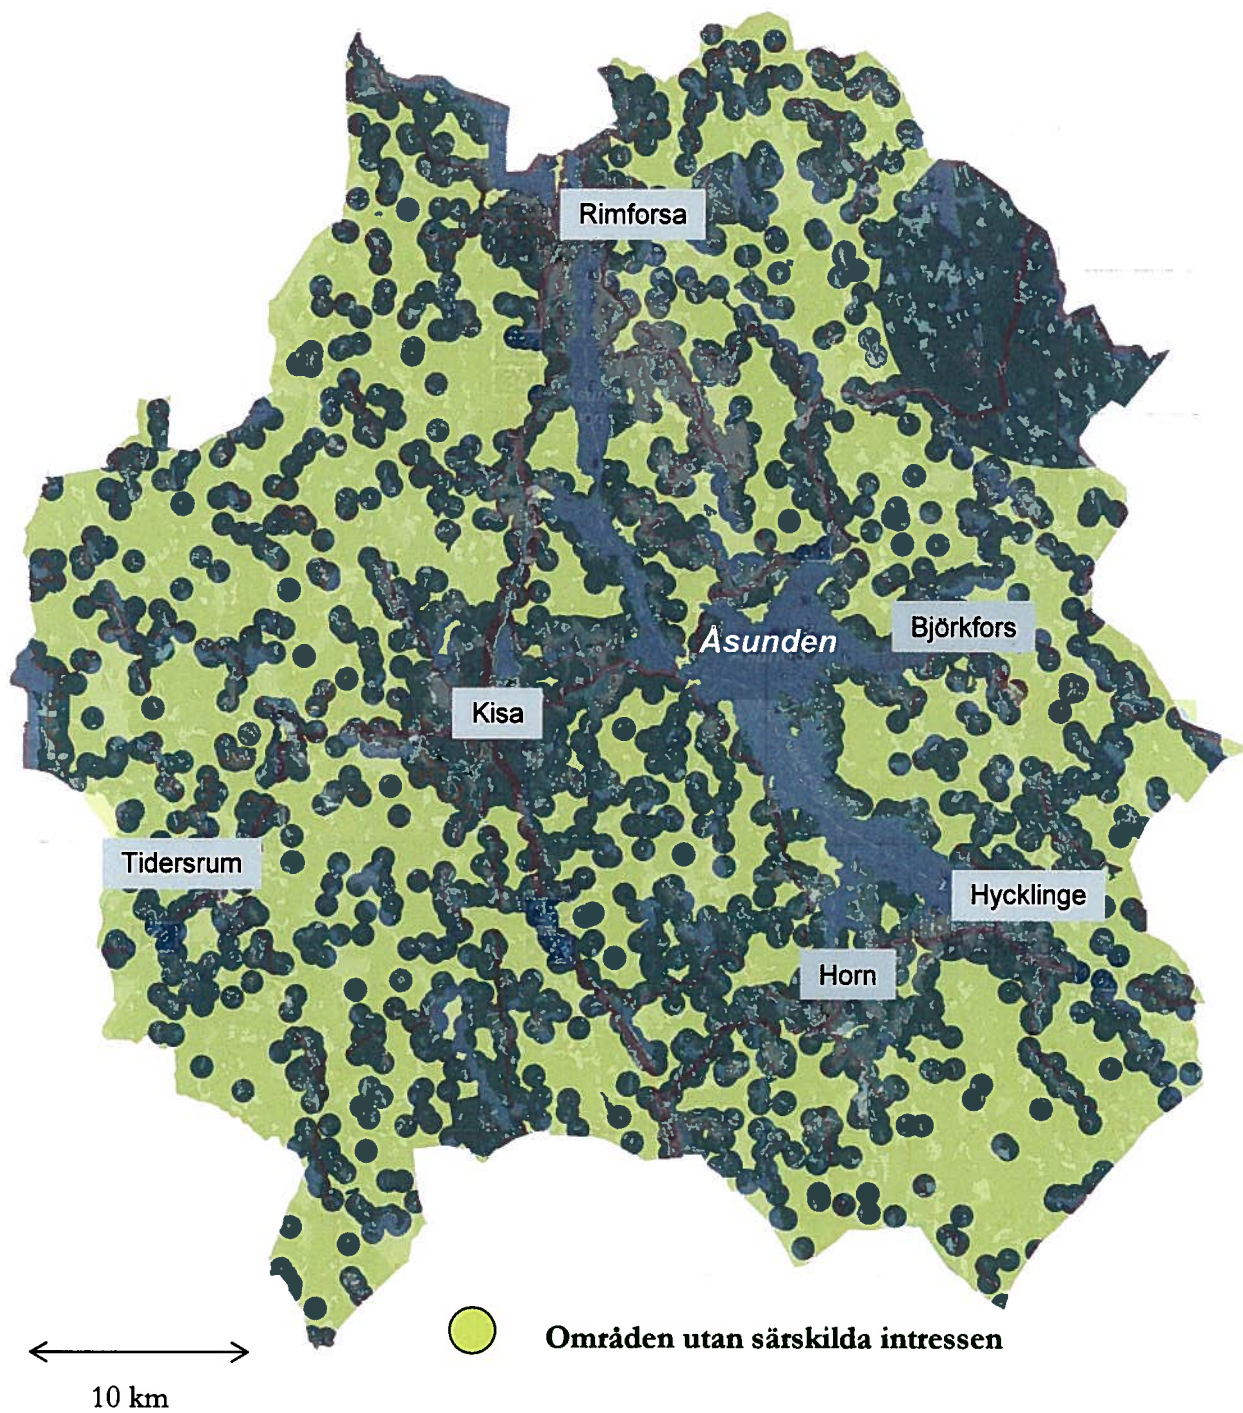 Rimforsa
Björkfors
Åsunden
Kisa
Tidersrum
Hycklinge
Horn
Områden utan särskilda intressen
10 km